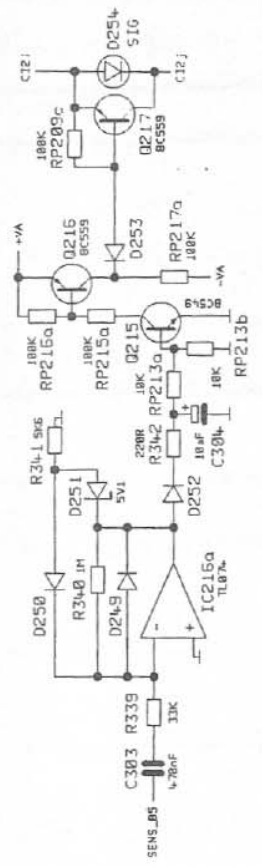 SENS_B5
C303
470nF
R339
33K
D250
R340 1M
D249
IC216a
TL074
R341 5K6
D251
5V1
D252
220R
R342
10uF
C304
10K
RP213a
10K
RP213b
+VA
100K
RP216a
100K
RP215a
Q215
BC549
Q216
BC559
D253
RP217a
100K
-VA
100K
RP209c
Q217
BC559
C12j
D254
SIG
C12j